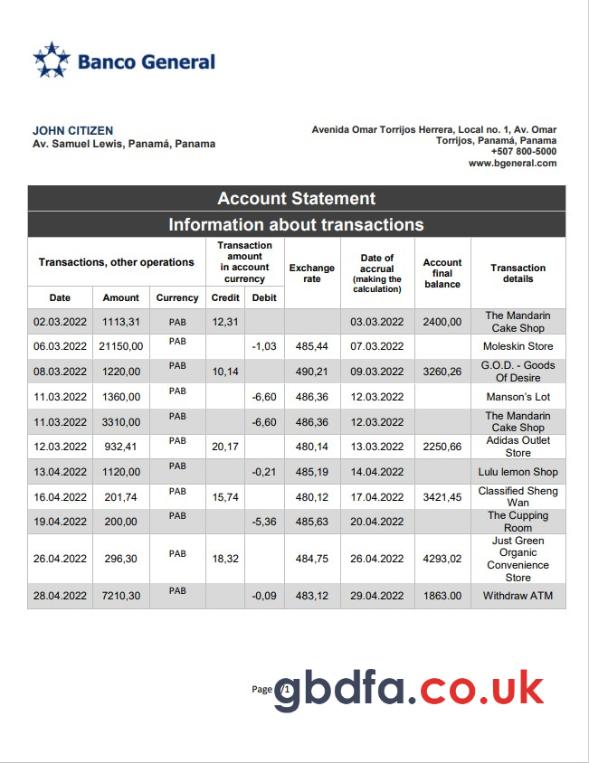 Banco General
JOHN CITIZEN
Av. Samuel Lewis, Panamá, Panama
Avenida Omar Torrijos Herrera, Local no. 1, Av. Omar
Torrijos, Panamá, Panama
+507 800-5000
www.bgeneral.com
Account Statement
Information about transactions
Transactions, other operations
Transaction
amount
in account
currency
Exchange
rate
Date of
accrual
(making the
calculation)
Account
final
balance
Transaction
details
Date Amount Currency Credit Debit
02.03.2022 1113,31 PAB 12,31 03.03.2022 2400,00 The Mandarin
Cake Shop
06.03.2022 21150,00 PAB -1,03 485,44 07.03.2022 Moleskin Store
08.03.2022 1220,00 PAB 10,14 490,21 09.03.2022 3260,26 G.O.D. - Goods
Of Desire
11.03.2022 1360,00 PAB -6,60 486,36 12.03.2022 Manson's Lot
11.03.2022 3310,00 PAB -6,60 486,36 12.03.2022 The Mandarin
Cake Shop
12.03.2022 932,41 PAB 20,17 480,14 13.03.2022 2250,66 Adidas Outlet
Store
13.04.2022 1120,00 PAB -0,21 485,19 14.04.2022 Lulu lemon Shop
16.04.2022 201,74 PAB 15,74 480,12 17.04.2022 3421,45 Classified Sheng
Wan
19.04.2022 200,00 PAB -5,36 485,63 20.04.2022 The Cupping
Room
26.04.2022 296,30 PAB 18,32 484,75 26.04.2022 4293,02 Just Green
Organic
Convenience
Store
28.04.2022 7210,30 PAB -0,09 483,12 29.04.2022 1863.00 Withdraw ATM
Page /1
gbdfa.co.uk